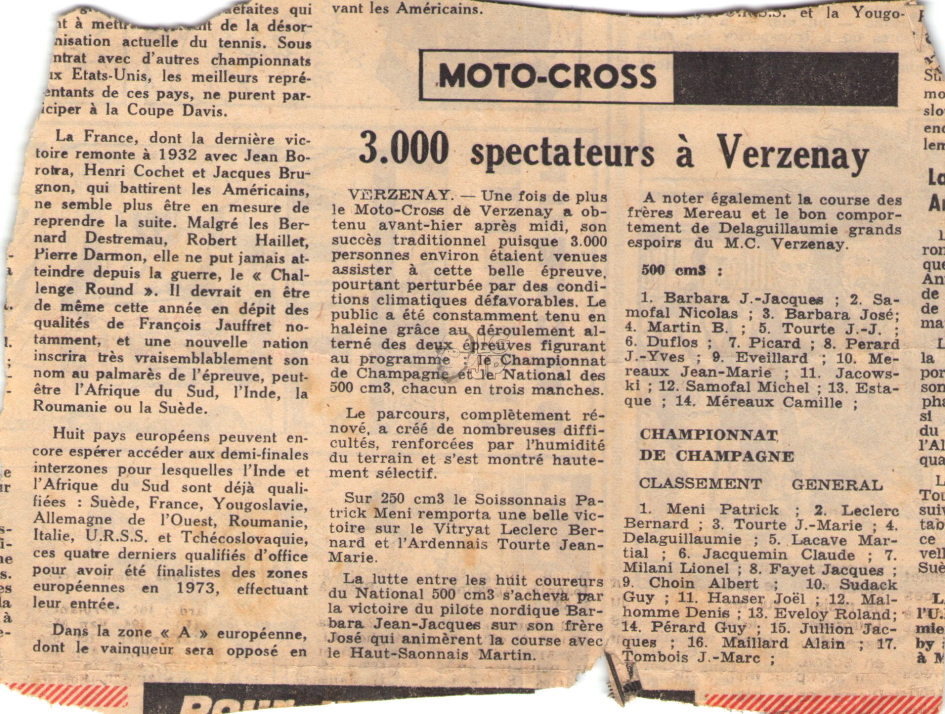 défaites qui
nt à de la désor-
nisation actuelle du tennis. Sous
ntrat avec d'autres championnats
ux Etats-Unis, les meilleurs repré-
entants de ces pays, ne purent par-
iciper à la Coupe Davis.
La France, dont la dernière vic-
toire remonte à 1932 avec Jean Bo-
rotra, Henri Cochet et Jacques Bru-
gnon, qui battirent les Américains,
ne semble plus être en mesure de
reprendre la suite. Malgré les Ber-
nard Destremau, Robert Haillet,
Pierre Darmon, elle ne put jamais at-
teindre depuis la guerre, le « Chal-
lenge Round ». Il devrait en être
de même cette année en dépit des
qualités de François Jauffret no-
tamment, et une nouvelle nation
inscrira très vraisemblablement son
nom au palmarès de l'épreuve, peut-
être l'Afrique du Sud, l'Inde, la
Roumanie ou la Suède.
Huit pays européens peuvent en-
core espérer accéder aux demi-finales
interzones pour lesquelles l'Inde et
l'Afrique du Sud sont déjà quali-
fiées : Suède, France, Yougoslavie,
Allemagne de l'Ouest, Roumanie,
Italie, U.R.S.S. et Tchécoslovaquie,
ces quatre derniers qualifiés d'office
pour avoir été finalistes des zones
européennes en 1973, effectuant
leur entrée.
Dans la zone « A » européenne,
dont le vainqueur sera opposé en
vant les Américains.
U.R.S.S. et la Yougo-
MOTO-CROSS
3.000 spectateurs à Verzenay
VERZENAY. — Une fois de plus
le Moto-Cross de Verzenay a ob-
tenu avant-hier après midi, son
succès traditionnel puisque 3.000
personnes environ étaient venues
assister à cette belle épreuve,
pourtant perturbée par des condi-
tions climatiques défavorables. Le
public a été constamment tenu en
haleine grâce au déroulement al-
terné des deux épreuves figurant
au programme le Championnat
de Champagne le National des
500 cm3, chacun en trois manches.
Le parcours, complètement ré-
nové, a créé de nombreuses diffi-
cultés, renforcées par l'humidité
du terrain et s'est montré haute-
ment sélectif.
Sur 250 cm3 le Soissonnais Pa-
trick Meni remporta une belle vic-
toire sur le Vitryat Leclerc Ber-
nard et l'Ardennais Tourte Jean-
Marie.
La lutte entre les huit coureurs
du National 500 cm3 s'acheva par
la victoire du pilote nordique Bar-
bara Jean-Jacques sur son frère
José qui animèrent la course avec
le Haut-Saonnais Martin.
A noter également la course des
frères Mereau et le bon compor-
tement de Delaguillaumie grands
espoirs du M.C. Verzenay.
500 cm3 :
1. Barbara J.-Jacques ; 2. Sa-
mofal Nicolas ; 3. Barbara José;
4. Martin B. ; 5. Tourte J.-J. ;
6. Duflos ; 7. Picard ; 8. Perard
J.-Yves ; 9. Eveillard ; 10. Me-
reaux Jean-Marie ; 11. Jacows-
ki ; 12. Samofal Michel ; 13. Esta-
que ; 14. Méreaux Camille ;
CHAMPIONNAT
DE CHAMPAGNE
CLASSEMENT GENERAL
1. Meni Patrick ; 2. Leclerc
Bernard ; 3. Tourte J.-Marie ; 4.
Delaguillaumie ; 5. Lacave Mar-
tial ; 6. Jacquemin Claude ; 7.
Milani Lionel ; 8. Fayet Jacques ;
9. Choin Albert ; 10. Sudack
Guy ; 11. Hanser Joël ; 12. Mal-
homme Denis ; 13. Eveloy Roland;
14. Pérard Guy ; 15. Jullion Jac-
ques ; 16. Maillard Alain ; 17.
Tombois J.-Marc ;